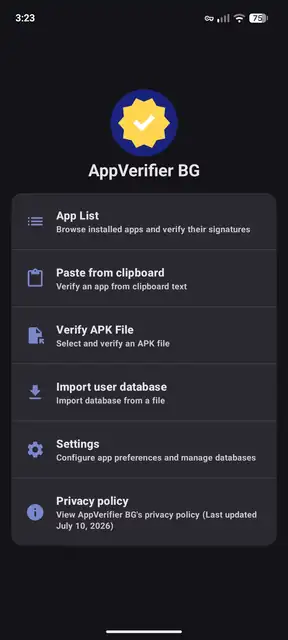 3:23
75
AppVerifier BG
App List
Browse installed apps and verify their signatures
Paste from clipboard
Verify an app from clipboard text
Verify APK File
Select and verify an APK file
Import user database
Import database from a file
Settings
Configure app preferences and manage databases
Privacy policy
View AppVerifier BG's privacy policy (Last updated
July 10, 2026)